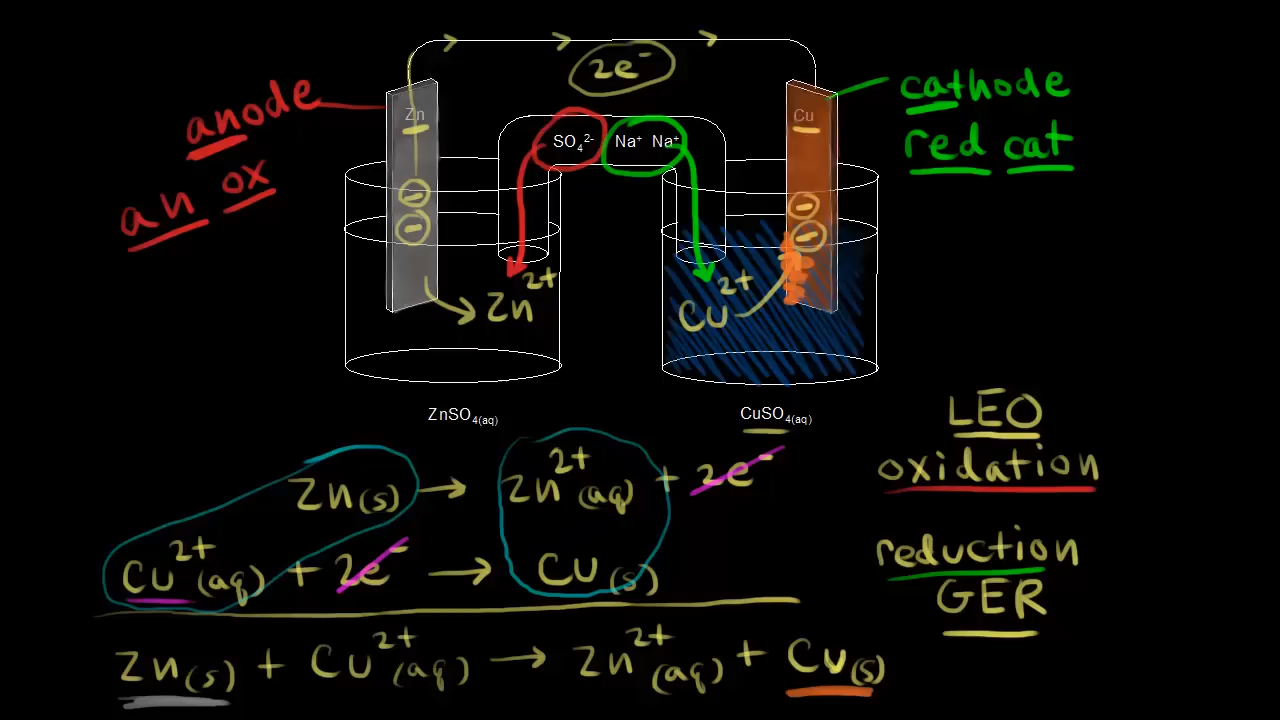 2e⁻
anode
Zn
SO₄²⁻
Na⁺ Na⁺
Cu
cathode
red cat
an ox
Zn²⁺
Cu²⁺
ZnSO₄(aq)
CuSO₄(aq)
LEO
oxidation
Zn(s) → Zn²⁺(aq) + 2e⁻
reduction
Cu²⁺(aq) + 2e⁻ → Cu(s)
GER
Zn(s) + Cu²⁺(aq) → Zn²⁺(aq) + Cu(s)